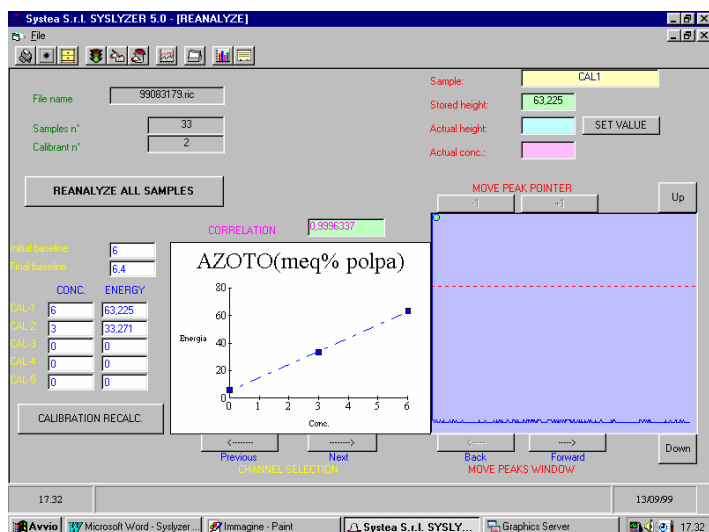 Systea S.r.l. SYSLYZER 5.0 - [REANALYZE]
File
File name 99083179.ric
Samples n° 33
Calibrant n° 2
Sample: CAL1
Stored height: 63,225
Actual height: SET VALUE
Actual conc.:
REANALYZE ALL SAMPLES
MOVE PEAK POINTER
-1 +1
Up
CORRELATION 0,9996337
Initial baseline 6
Final baseline 6,4
CONC. ENERGY
CAL-1 6 63,225
CAL-2 3 33,271
CAL-3 0 0
CAL-4 0 0
CAL-5 0 0
CALIBRATION RECALC.
AZOTO(meq% polpa)
80
60
Energia 40
20
0
0 1 2 3 4 5 6
Conc.
<------- ------->
Previous Next
CHANNEL SELECTION
<----- ----->
Back Forward
MOVE PEAKS WINDOW
Down
17.32 13/09/99
Avvio Microsoft Word - Syslyzer ... Immagine - Paint Systea S.r.l. SYSLY... Graphics Server 17.32